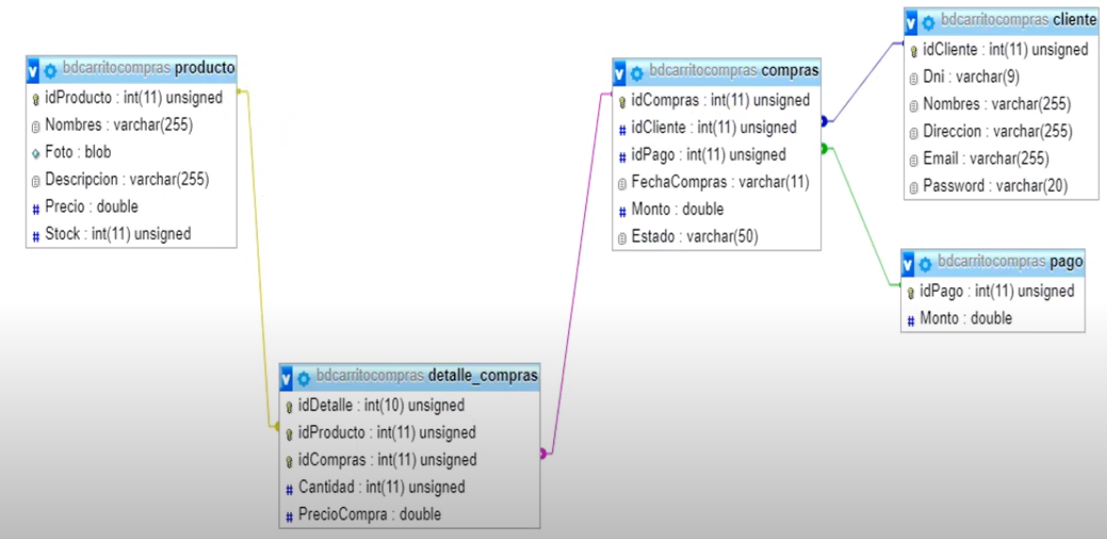 bdcarritocompras producto
idProducto : int(11) unsigned
Nombres : varchar(255)
Foto : blob
Descripcion : varchar(255)
# Precio : double
# Stock : int(11) unsigned
bdcarritocompras compras
idCompras : int(11) unsigned
# idCliente : int(11) unsigned
# idPago : int(11) unsigned
FechaCompras : varchar(11)
# Monto : double
Estado : varchar(50)
bdcarritocompras cliente
idCliente : int(11) unsigned
Dni : varchar(9)
Nombres : varchar(255)
Direccion : varchar(255)
Email : varchar(255)
Password : varchar(20)
bdcarritocompras pago
idPago : int(11) unsigned
# Monto : double
bdcarritocompras detalle_compras
idDetalle : int(10) unsigned
idProducto : int(11) unsigned
idCompras : int(11) unsigned
# Cantidad : int(11) unsigned
# PrecioCompra : double